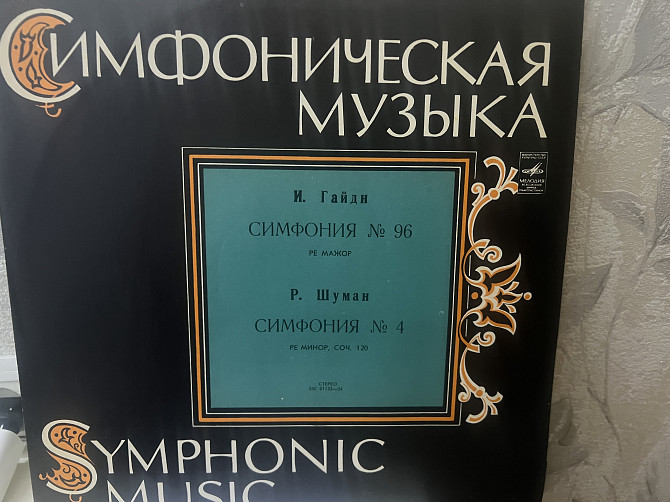 СИМФОНИЧЕСКАЯ
МУЗЫКА
МЕЛОДИЯ
И. Гайдн
СИМФОНИЯ № 96
РЕ МАЖОР
Р. Шуман
СИМФОНИЯ № 4
РЕ МИНОР, СОЧ. 120
СТЕРЕО
SYMPHONIC
MUSIC